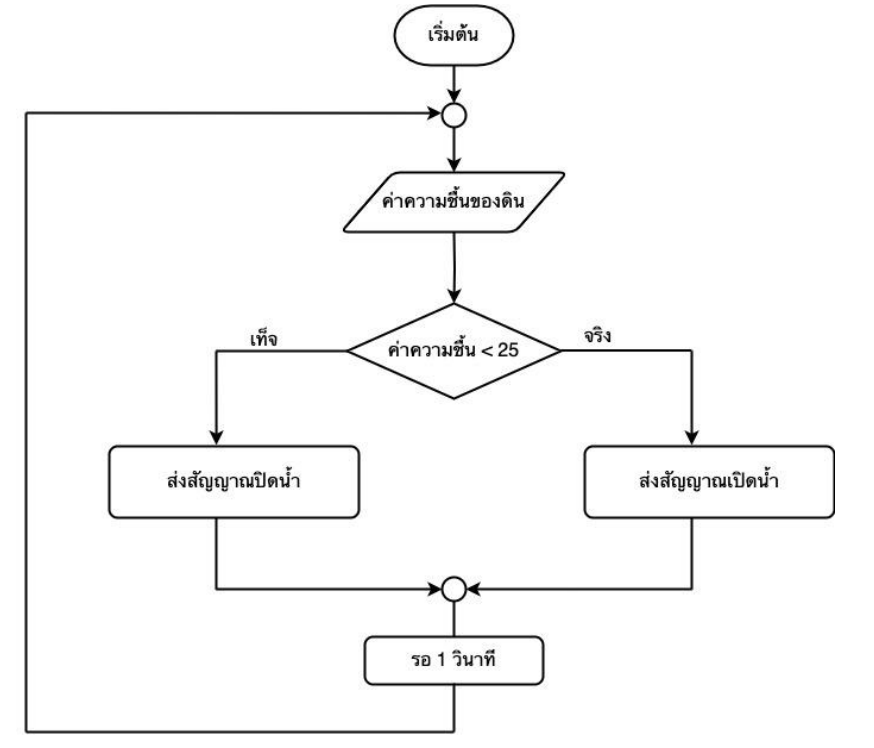 เริ่มต้น
ค่าความชื้นของดิน
เท็จ
ค่าความชื้น < 25
จริง
ส่งสัญญาณปิดน้ำ
ส่งสัญญาณเปิดน้ำ
รอ 1 วินาที